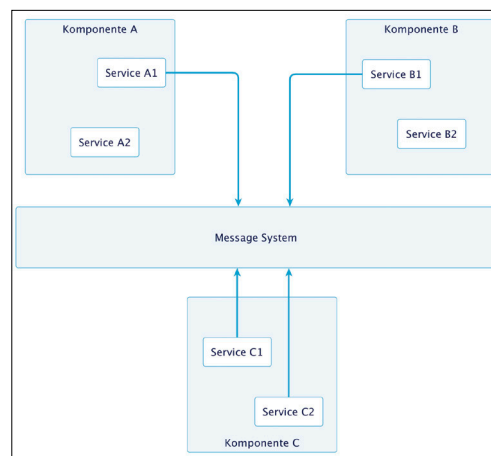 Komponente A
Service A1
Service A2
Komponente B
Service B1
Service B2
Message System
Service C1
Service C2
Komponente C